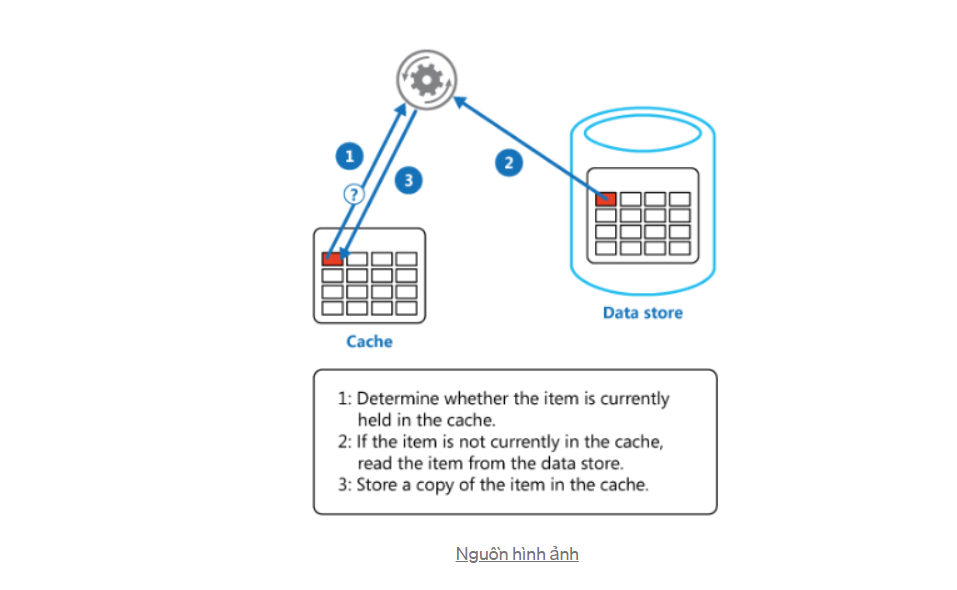 1
2
3
?
Data store
Cache
1: Determine whether the item is currently
held in the cache.
2: If the item is not currently in the cache,
read the item from the data store.
3: Store a copy of the item in the cache.
Nguồn hình ảnh